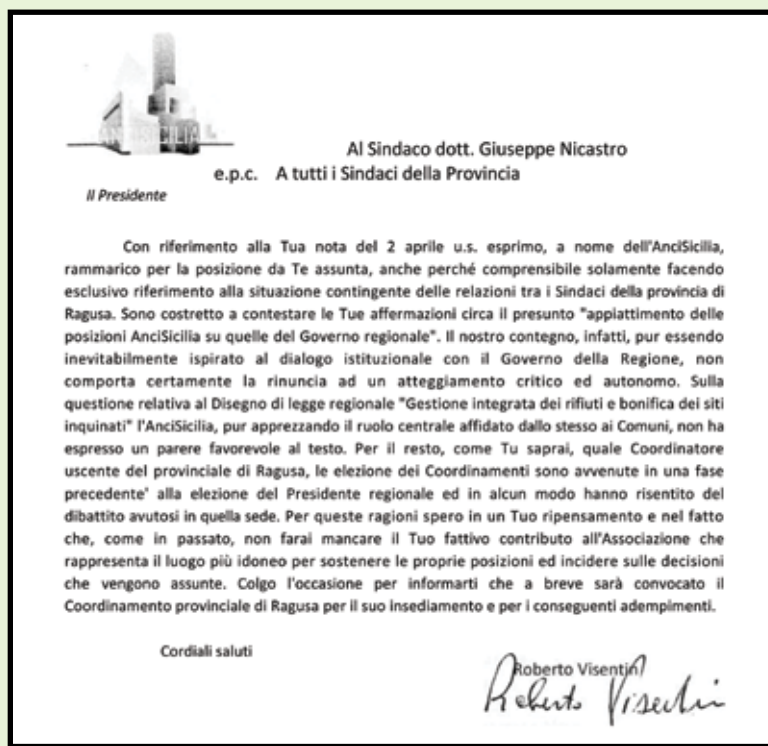 ANCISICILIA
Al Sindaco dott. Giuseppe Nicastro
e.p.c. A tutti i Sindaci della Provincia
Il Presidente
Con riferimento alla Tua nota del 2 aprile u.s. esprimo, a nome dell'AnciSicilia,
rammarico per la posizione da Te assunta, anche perché comprensibile solamente facendo
esclusivo riferimento alla situazione contingente delle relazioni tra i Sindaci della provincia di
Ragusa. Sono costretto a contestare le Tue affermazioni circa il presunto "appiattimento delle
posizioni AnciSicilia su quelle del Governo regionale". Il nostro contegno, infatti, pur essendo
inevitabilmente ispirato al dialogo istituzionale con il Governo della Regione, non
comporta certamente la rinuncia ad un atteggiamento critico ed autonomo. Sulla
questione relativa al Disegno di legge regionale "Gestione integrata dei rifiuti e bonifica dei siti
inquinati" l'AnciSicilia, pur apprezzando il ruolo centrale affidato dallo stesso ai Comuni, non ha
espresso un parere favorevole al testo. Per il resto, come Tu saprai, quale Coordinatore
uscente del provinciale di Ragusa, le elezione dei Coordinamenti sono avvenute in una fase
precedente' alla elezione del Presidente regionale ed in alcun modo hanno risentito del
dibattito avutosi in quella sede. Per queste ragioni spero in un Tuo ripensamento e nel fatto
che, come in passato, non farai mancare il Tuo fattivo contributo all'Associazione che
rappresenta il luogo più idoneo per sostenere le proprie posizioni ed incidere sulle decisioni
che vengono assunte. Colgo l'occasione per informarti che a breve sarà convocato il
Coordinamento provinciale di Ragusa per il suo insediamento e per i conseguenti adempimenti.
Cordiali saluti
Roberto Visentin
Roberto Visentin